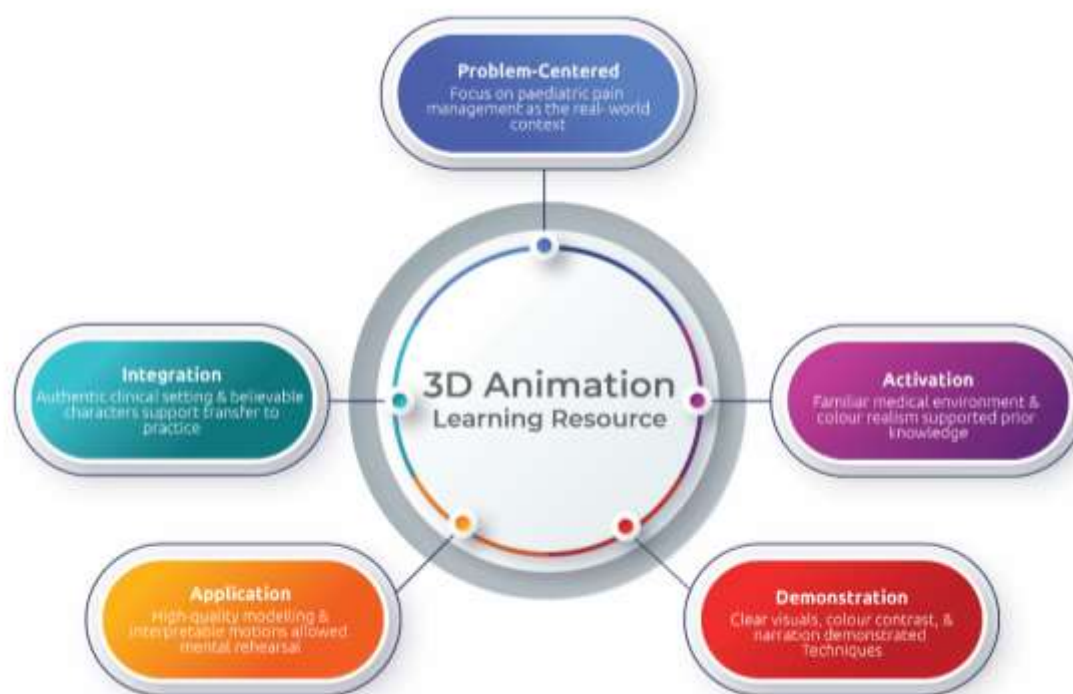 Problem-Centered
Focus on paediatric pain
management as the real- world
context
3D Animation
Learning Resource
Integration
Authentic clinical setting & believable
characters support transfer to
practice
Activation
Familiar medical environment &
colour realism supported prior
knowledge
Application
High-quality modelling &
interpretable motions allowed
mental rehearsal
Demonstration
Clear visuals, colour contrast, &
narration demonstrated
Techniques